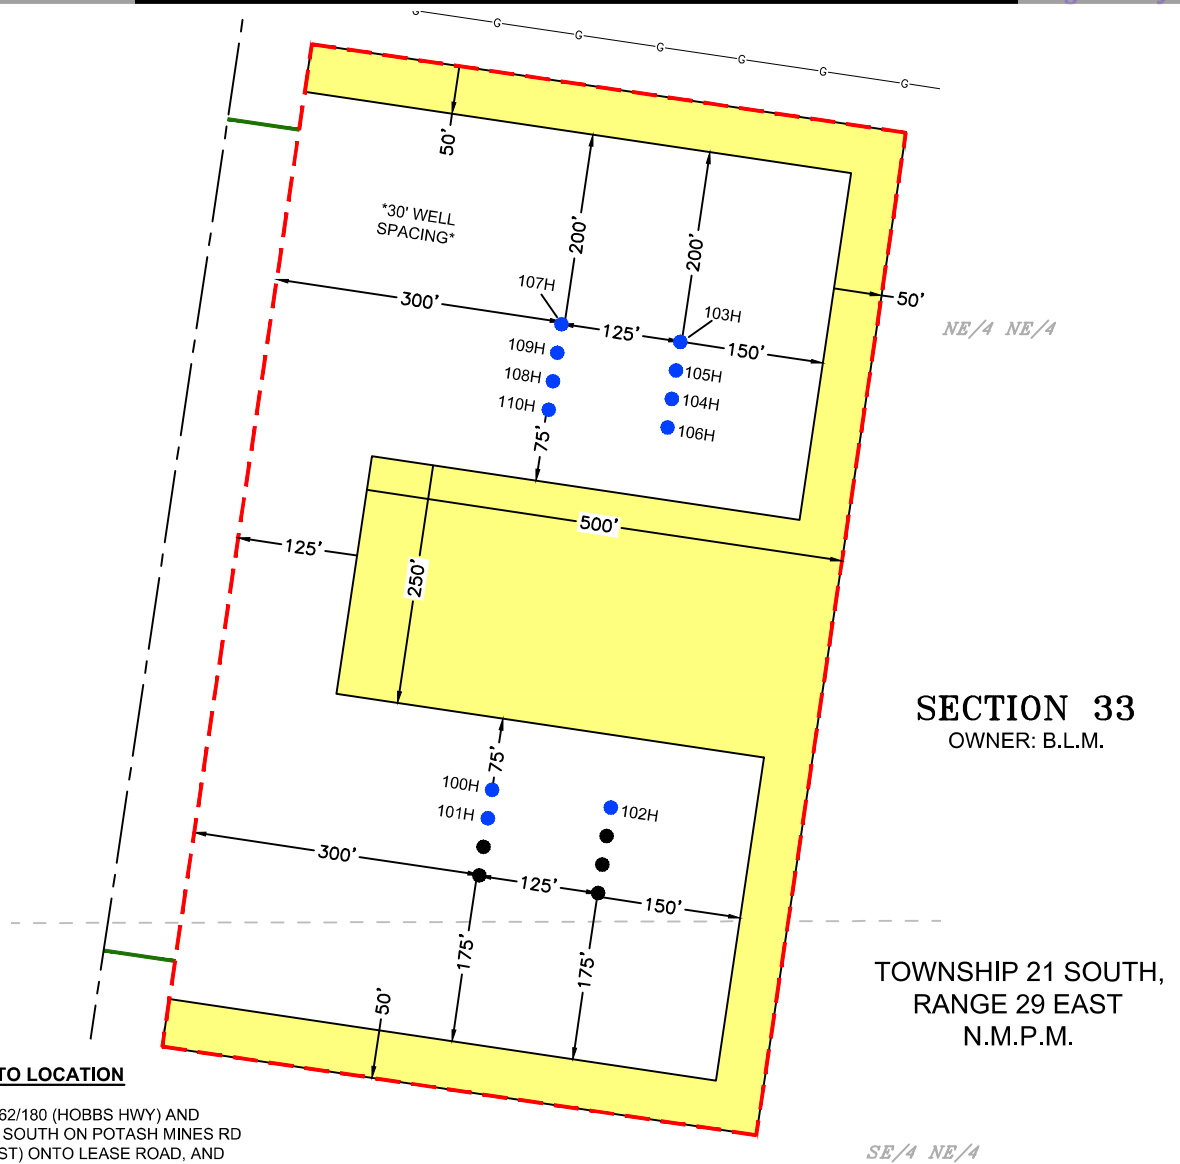 G G G G G G G
50'
*30' WELL
SPACING*
200'
200'
50'
107H
300'
125'
103H
150'
NE/4 NE/4
109H
108H
110H
105H
104H
106H
75'
500'
125'
250'
SECTION 33
OWNER: B.L.M.
75'
100H
101H
102H
300'
125'
150'
175'
175'
50'
TOWNSHIP 21 SOUTH,
RANGE 29 EAST
N.M.P.M.
TO LOCATION
62/180 (HOBBS HWY) AND
SOUTH ON POTASH MINES RD
ST) ONTO LEASE ROAD, AND
SE/4 NE/4